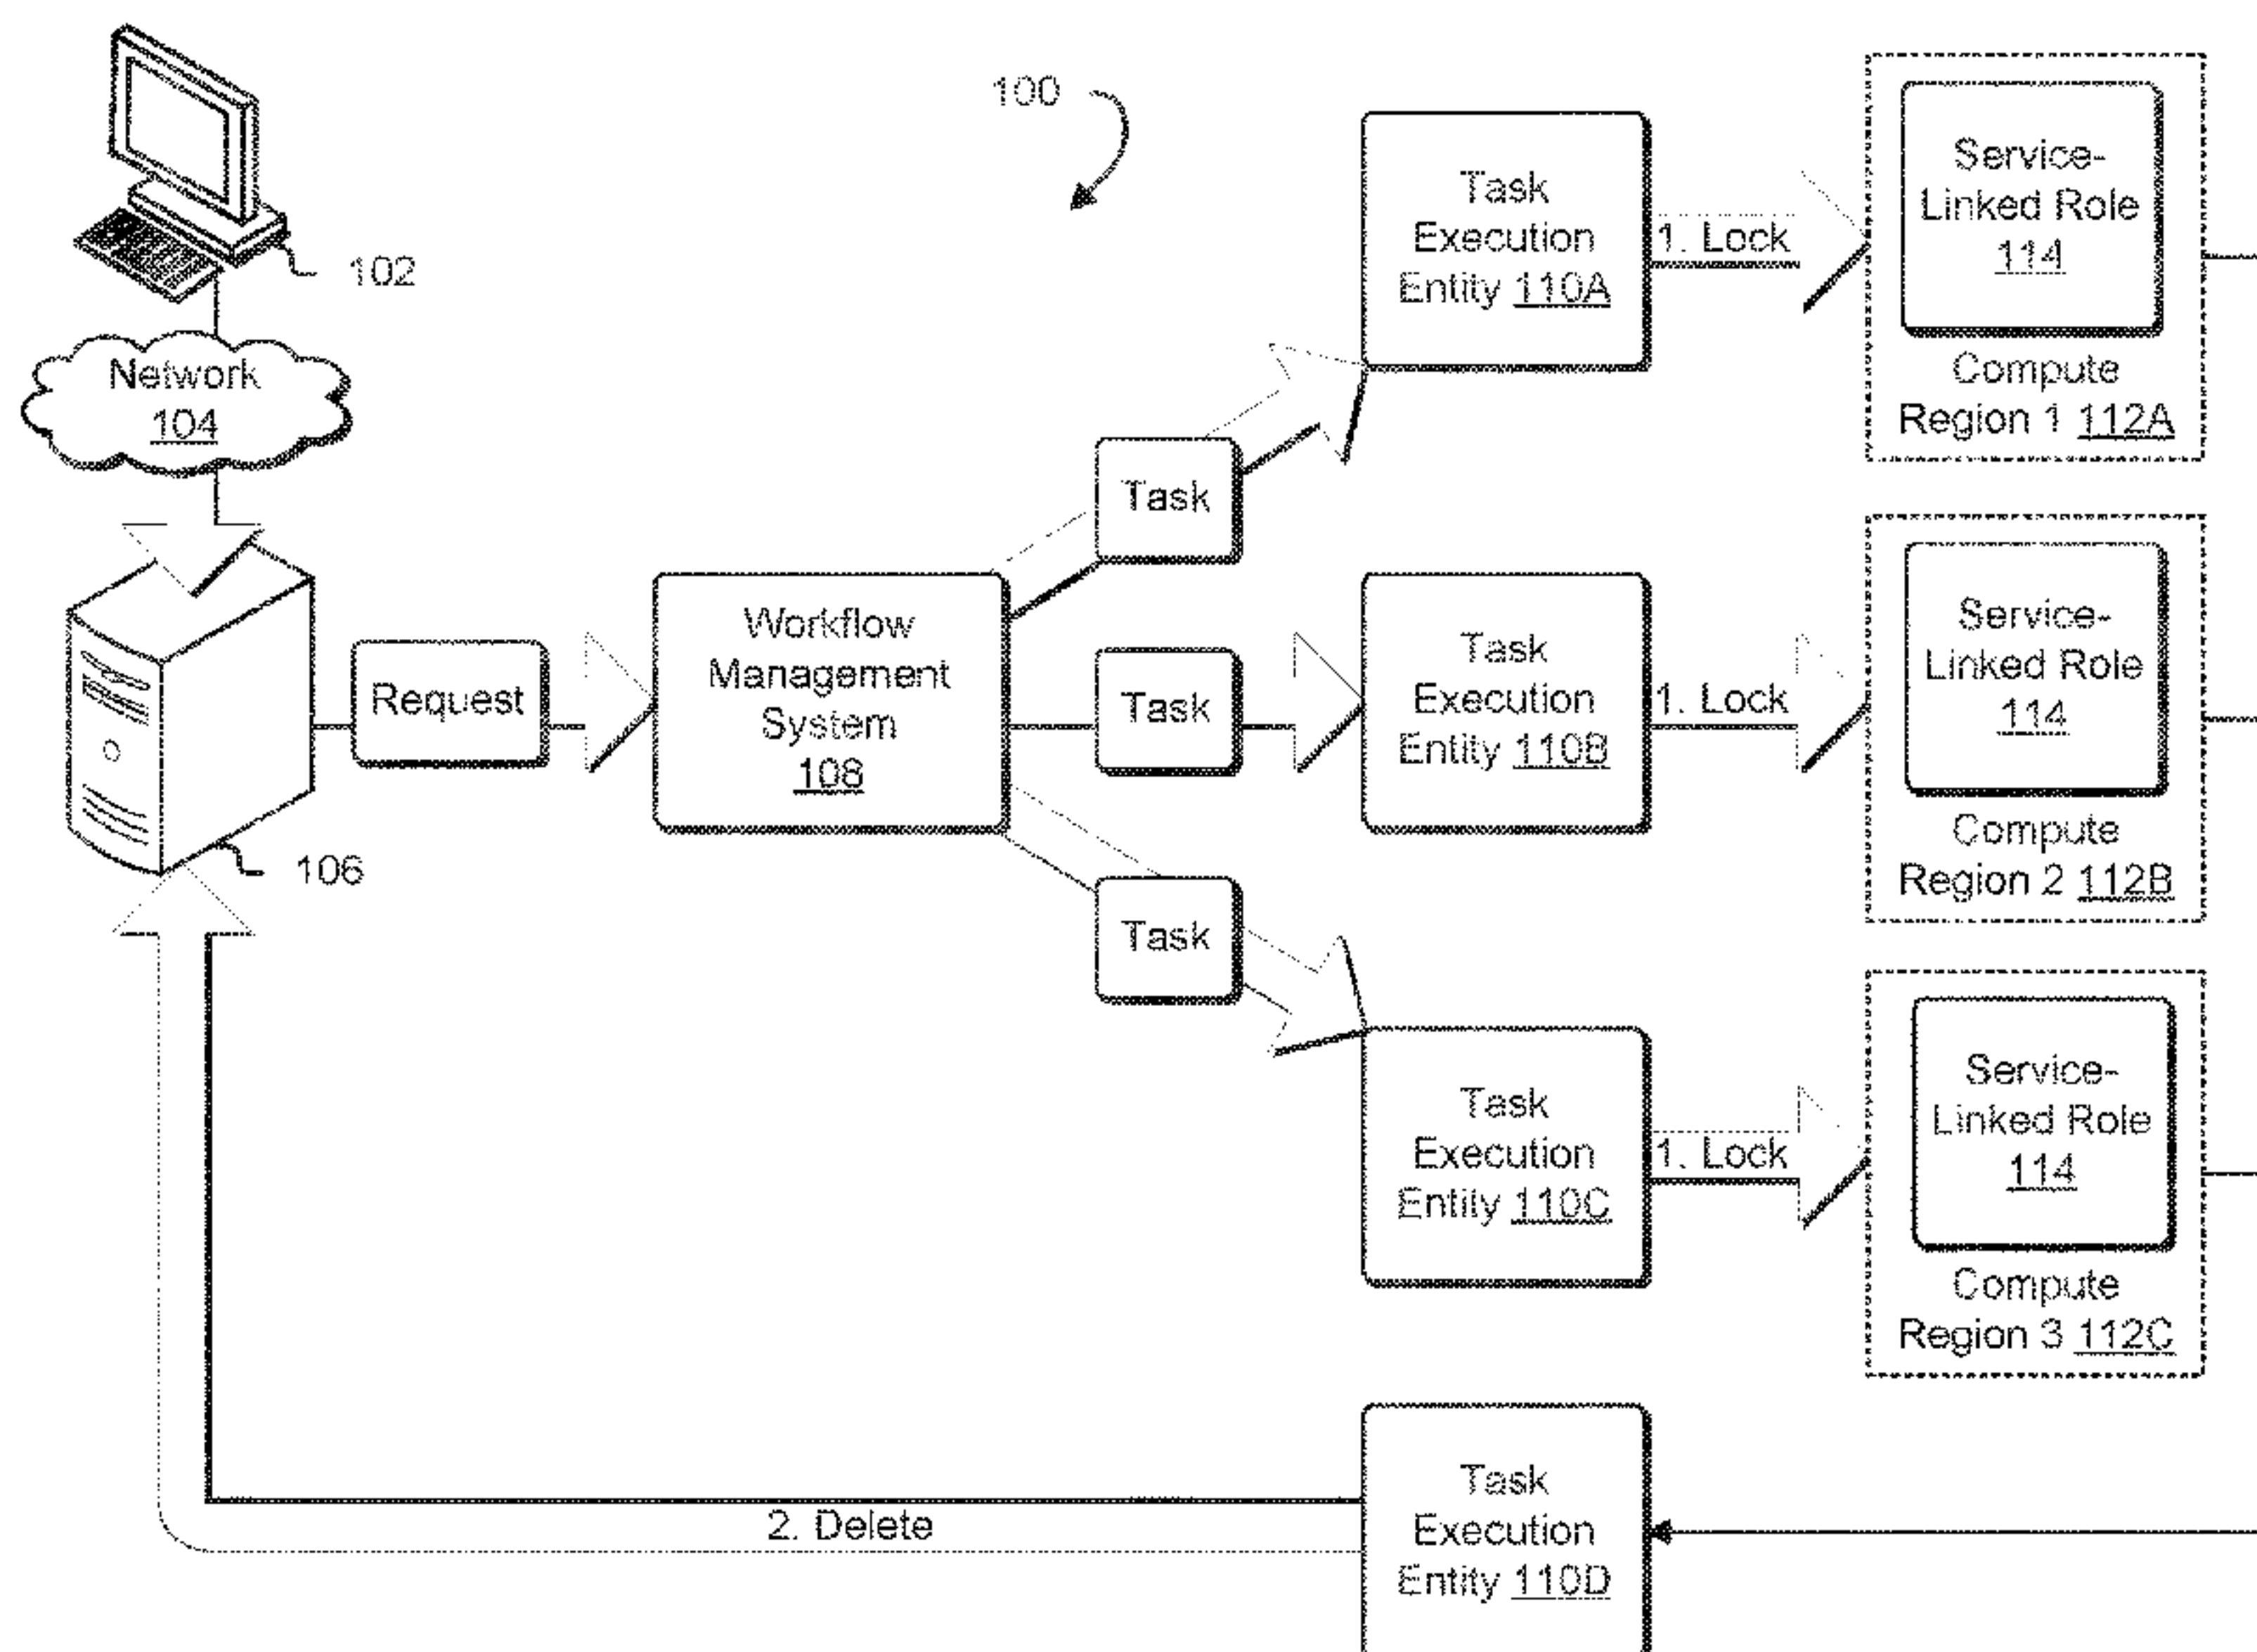 100
102
Network
104
106
Request
Workflow
Management
System
108
Task
Task
Task
Task
Execution
Entity 110A
1. Lock
Service-
Linked Role
114
Compute
Region 1 112A
Task
Execution
Entity 110B
1. Lock
Service-
Linked Role
114
Compute
Region 2 112B
Task
Execution
Entity 110C
1. Lock
Service-
Linked Role
114
Compute
Region 3 112C
Task
Execution
Entity 110D
2. Delete